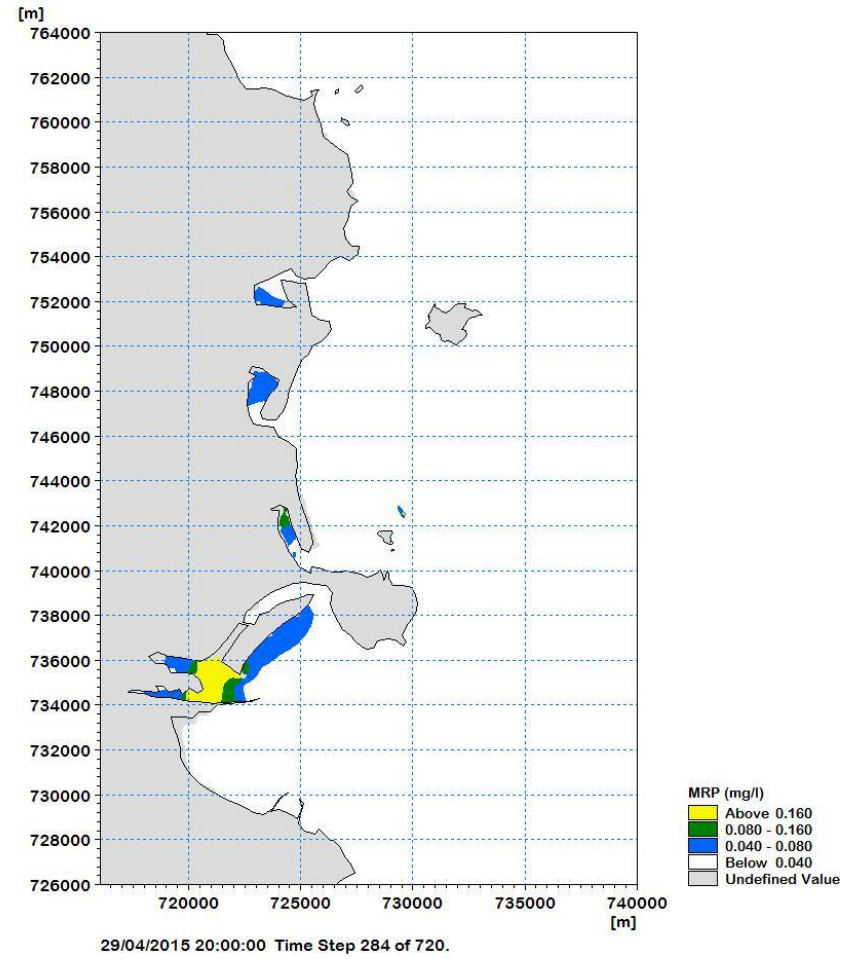 [m]
764000
762000
760000
758000
756000
754000
752000
750000
748000
746000
744000
742000
740000
738000
736000
734000
732000
730000
728000
726000
720000 725000 730000 735000 740000
[m]
MRP (mg/l)
Above 0.160
0.080 - 0.160
0.040 - 0.080
Below 0.040
Undefined Value
29/04/2015 20:00:00 Time Step 284 of 720.